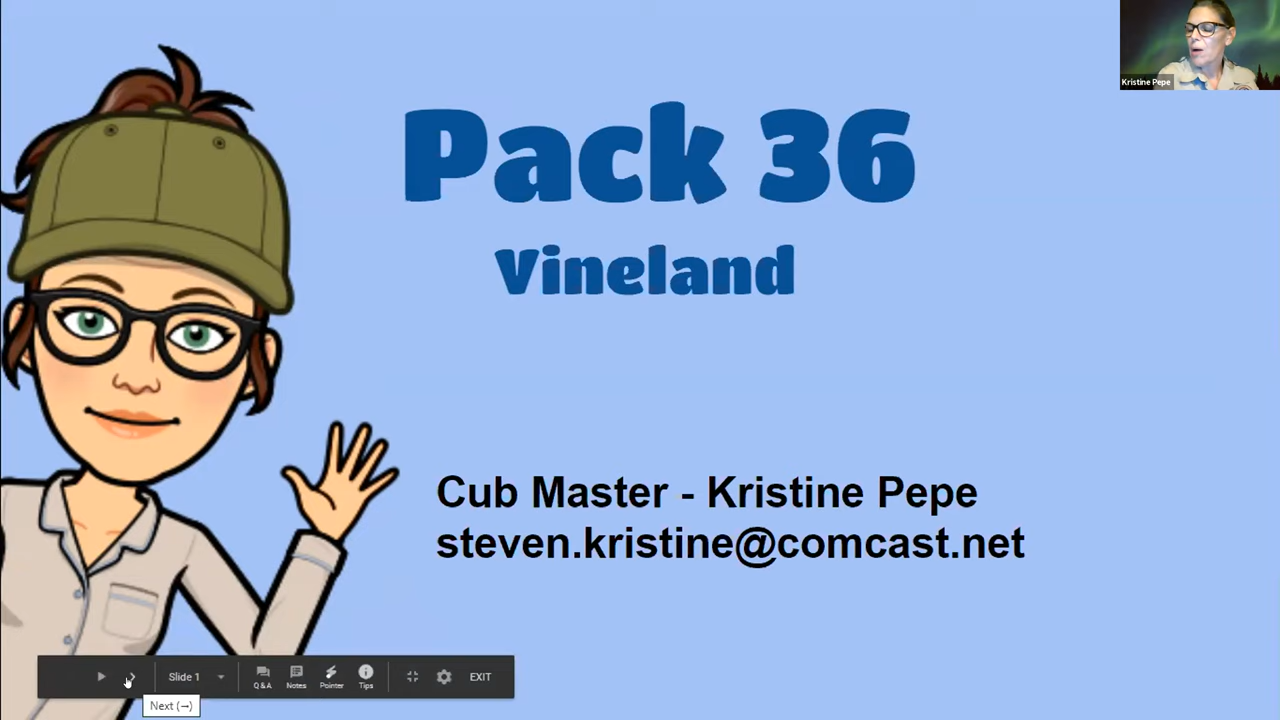 Kristine Pepe
Pack 36
Vineland
Cub Master - Kristine Pepe
steven.kristine@comcast.net
Slide 1
Q & A
Notes
Pointer
Tips
EXIT
Next (→)